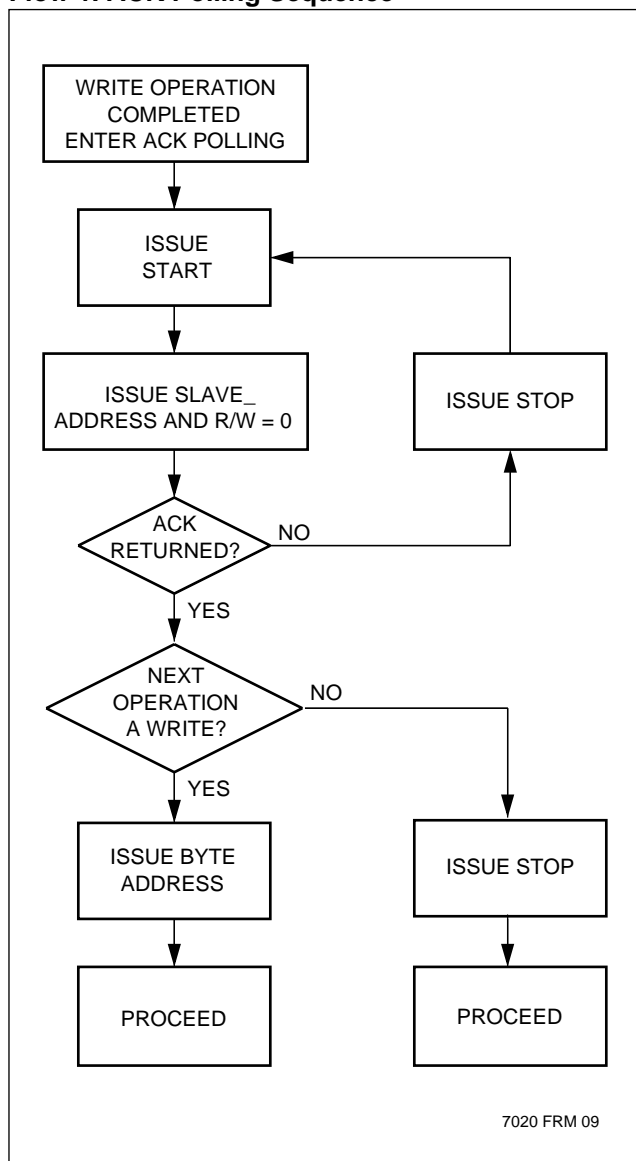 Flow 1. ACK Polling Sequence
WRITE OPERATION
COMPLETED
ENTER ACK POLLING
ISSUE
START
ISSUE SLAVE_
ADDRESS AND R/W = 0
ISSUE STOP
ACK
RETURNED?
NO
YES
NEXT
OPERATION
A WRITE?
NO
YES
ISSUE BYTE
ADDRESS
ISSUE STOP
PROCEED
PROCEED
7020 FRM 09